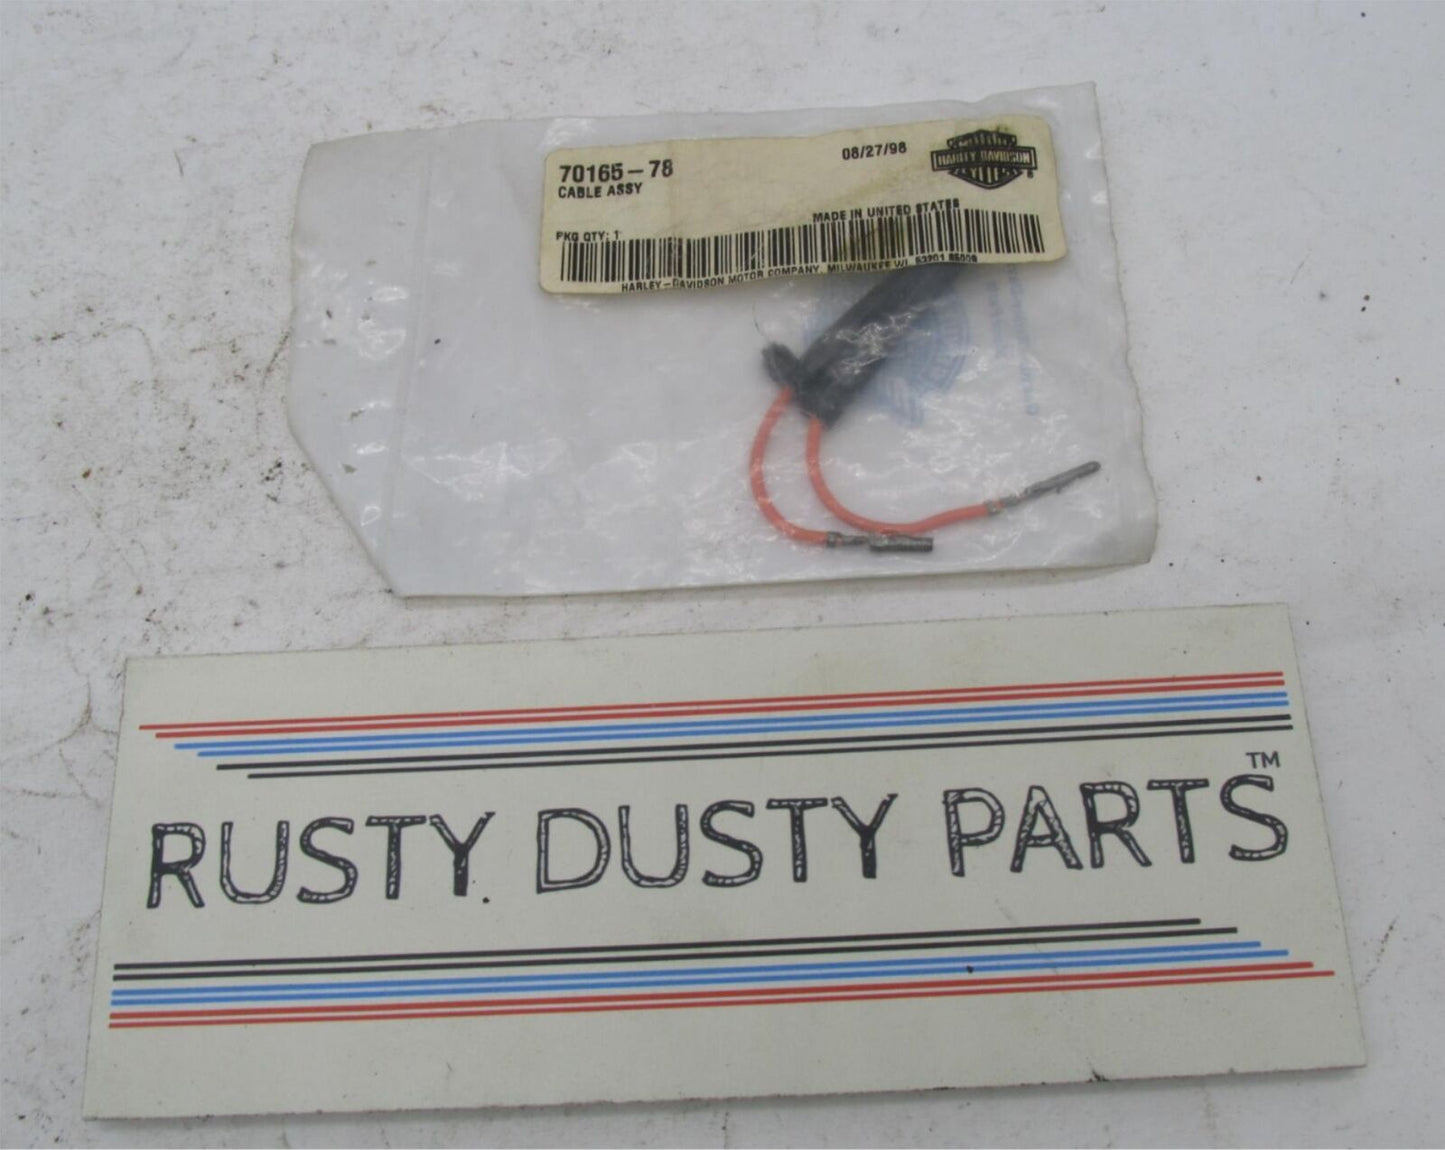 70165-78
08/27/98
CABLE ASSY
HARLEY-DAVIDSON
®
MADE IN UNITED STATES
PKG QTY: 1
HARLEY-DAVIDSON MOTOR COMPANY, MILWAUKEE WI, 53201
RUSTY DUSTY PARTS™